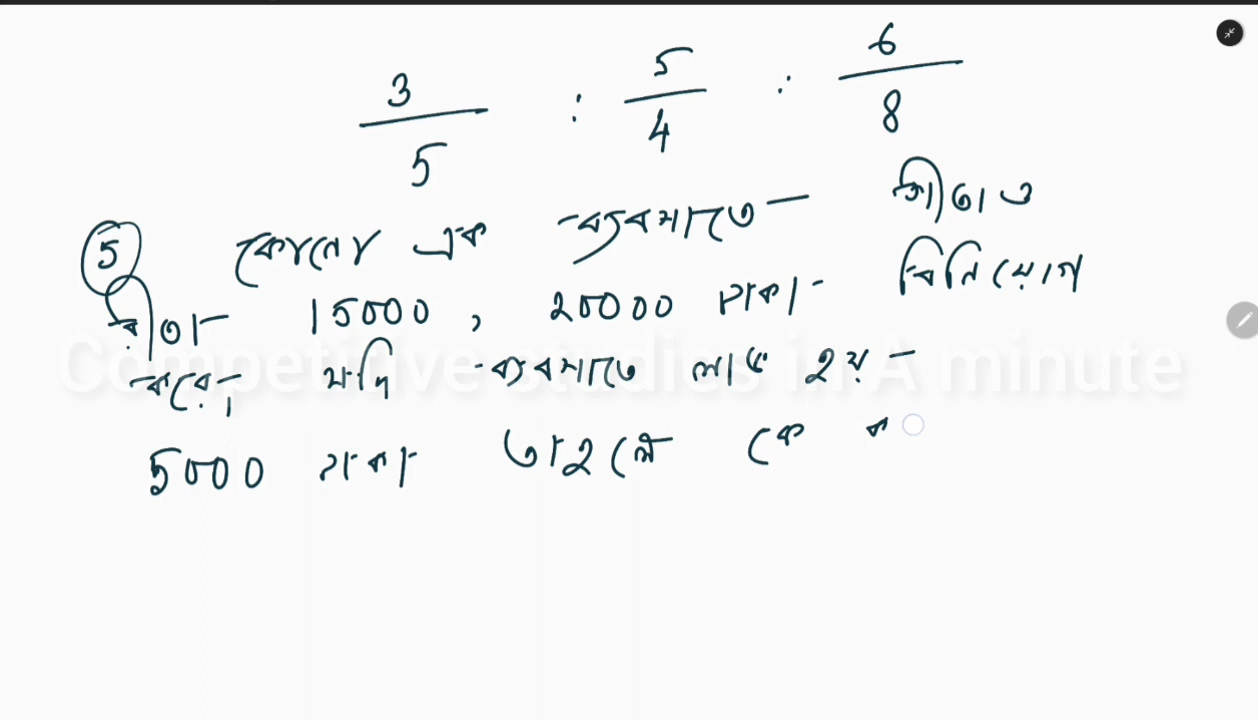 3/5 : 5/4 : 6/8
5 কোনো এক ব্যবসাতে সীতা ও
রীতা 15000, 20000 টাকা বিনিয়োগ
করে, যদি ব্যবসাতে লাভ হয়
5000 টাকা তাহলে কে ক
Competitive studies in A minute